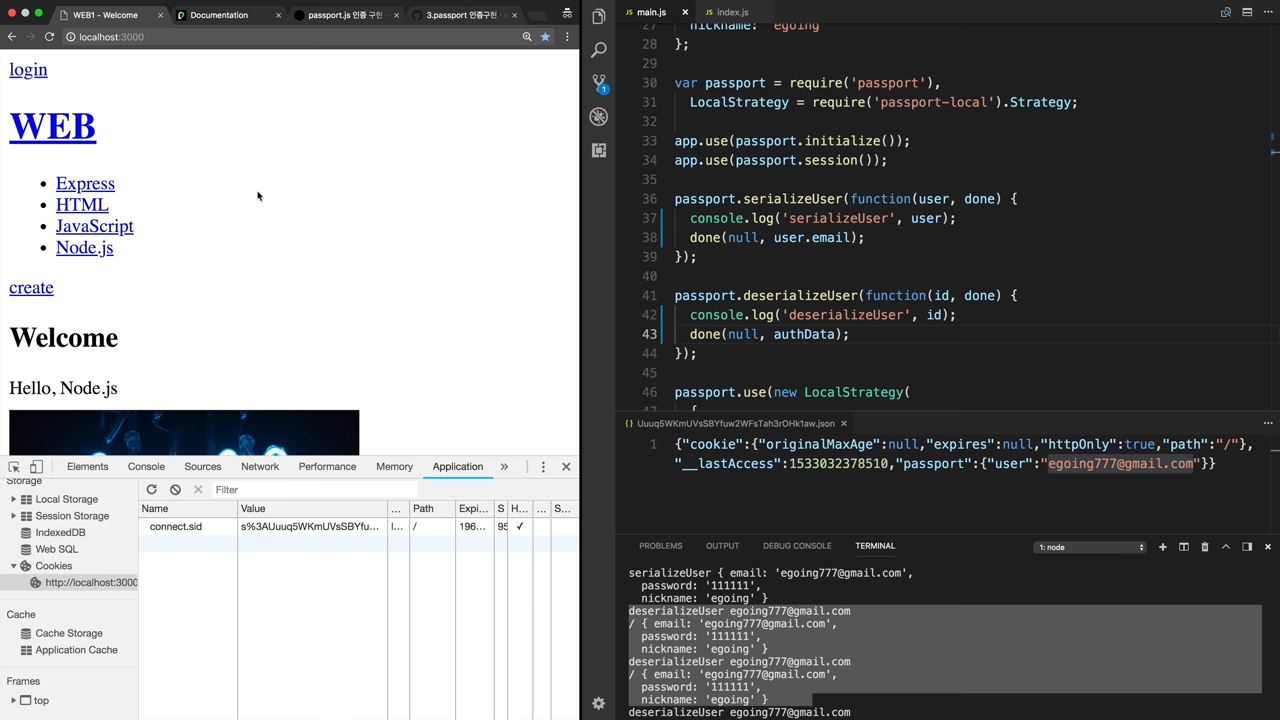 WEB1 - Welcome
Documentation
passport.js 인증 구현
3.passport 인증구현
localhost:3000
login
WEB
Express
HTML
JavaScript
Node.js
create
Welcome
Hello, Node.js
Elements Console Sources Network Performance Memory Application »
Storage
Local Storage
Session Storage
IndexedDB
Web SQL
Cookies
http://localhost:3000
Cache
Cache Storage
Application Cache
Frames
top
Filter
Name Value ... Path Expi... S H... ... S...
connect.sid s%3AUuuq5WKmUVsSBYfu... l... / 196... 95 ✓
JS main.js JS index.js
27 nickname: 'egoing'
28 };
29
30 var passport = require('passport'),
31 LocalStrategy = require('passport-local').Strategy;
32
33 app.use(passport.initialize());
34 app.use(passport.session());
35
36 passport.serializeUser(function(user, done) {
37 console.log('serializeUser', user);
38 done(null, user.email);
39 });
40
41 passport.deserializeUser(function(id, done) {
42 console.log('deserializeUser', id);
43 done(null, authData);
44 });
45
46 passport.use(new LocalStrategy(
47 {
{} Uuuq5WKmUVsSBYfuw2WFsTah3rOHk1aw.json
1 {"cookie":{"originalMaxAge":null,"expires":null,"httpOnly":true,"path":"/"},
"__lastAccess":1533032378510,"passport":{"user":"egoing777@gmail.com"}}
PROBLEMS OUTPUT DEBUG CONSOLE TERMINAL 1: node
serializeUser { email: 'egoing777@gmail.com',
password: '111111',
nickname: 'egoing' }
deserializeUser egoing777@gmail.com
/ { email: 'egoing777@gmail.com',
password: '111111',
nickname: 'egoing' }
deserializeUser egoing777@gmail.com
/ { email: 'egoing777@gmail.com',
password: '111111',
nickname: 'egoing' }
deserializeUser egoing777@gmail.com